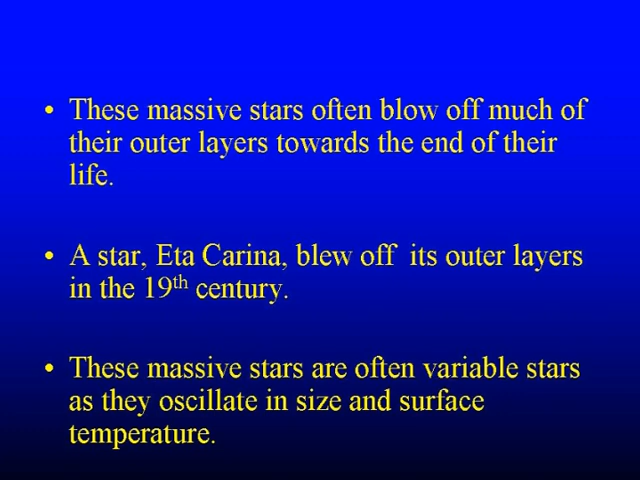 • These massive stars often blow off much of
their outer layers towards the end of their
life.
• A star, Eta Carina, blew off its outer layers
in the 19th century.
• These massive stars are often variable stars
as they oscillate in size and surface
temperature.